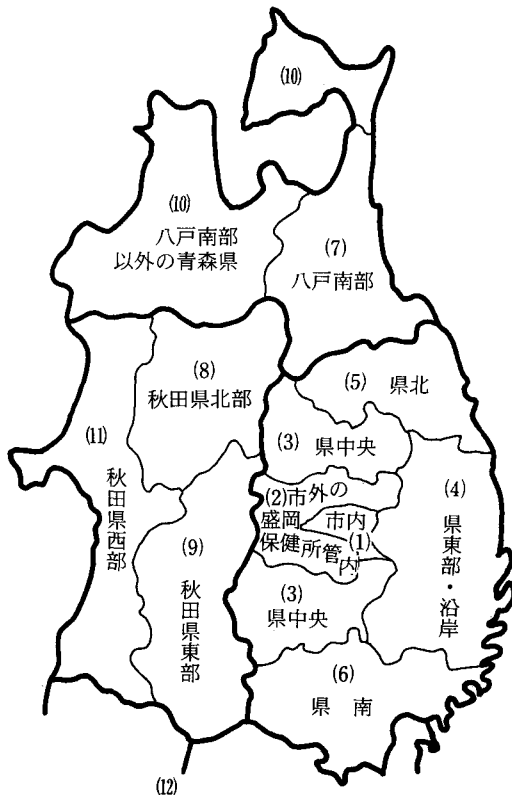 (10)
(10)
八戸南部
以外の青森県
(7)
八戸南部
(8)
秋田県北部
(5) 県北
(11)
秋田県西部
(3) 県中央
(2)市外の
盛岡
保健所管内
市内
(1)
(4)
県東部・沿岸
(9)
秋田県東部
(3)
県中央
(6)
県 南
(12)